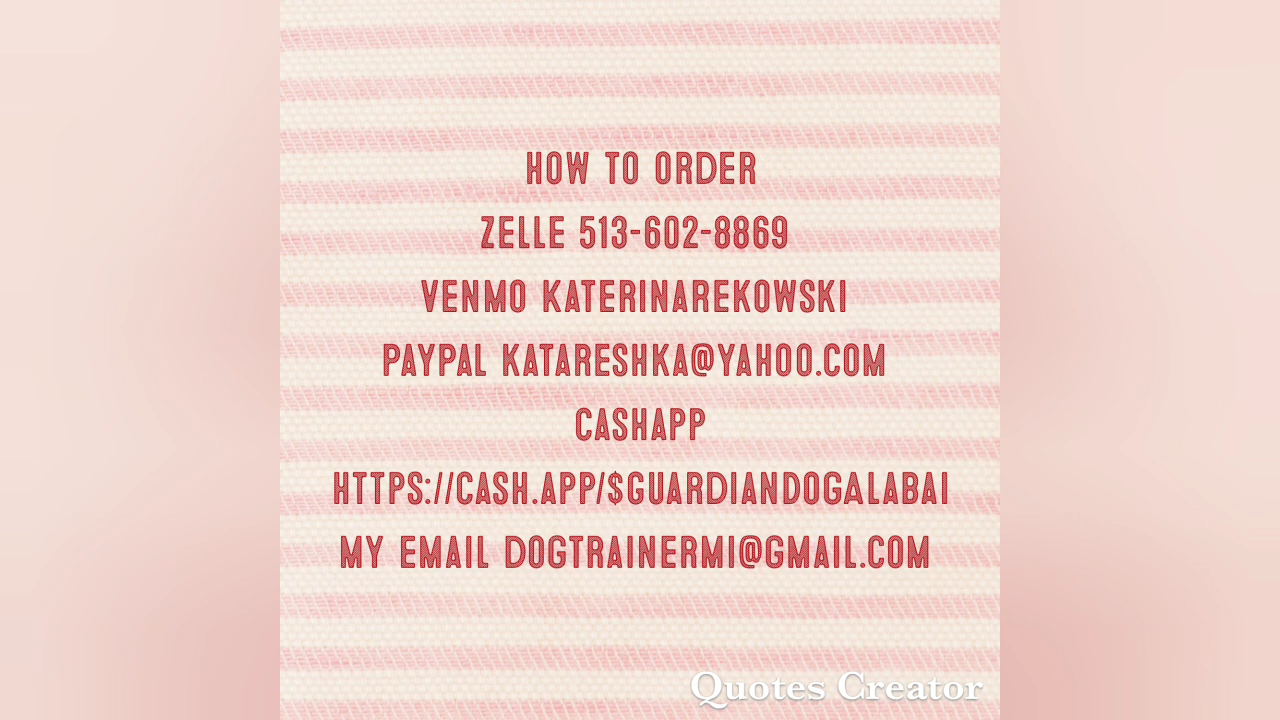 HOW TO ORDER
ZELLE 513-602-8869
VENMO KATERINAREKOWSKI
PAYPAL KATARESHKA@YAHOO.COM
CASHAPP
HTTPS://CASH.APP/$GUARDIANDOGALABAI
MY EMAIL DOGTRAINERMI@GMAIL.COM
Quotes Creator